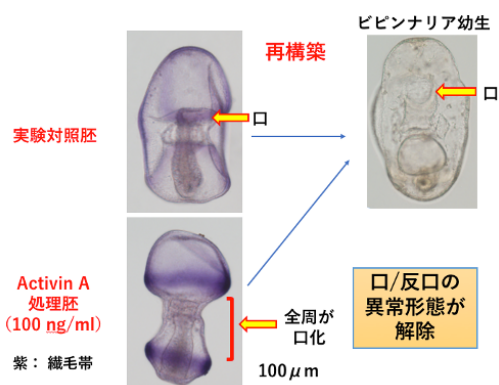 ビピンナリア幼生
再構築
口
口
実験対照胚
Activin A
処理胚
(100 ng/ml)
全周が
口化
口/反口の
異常形態が
解除
紫： 繊毛帯
100μm